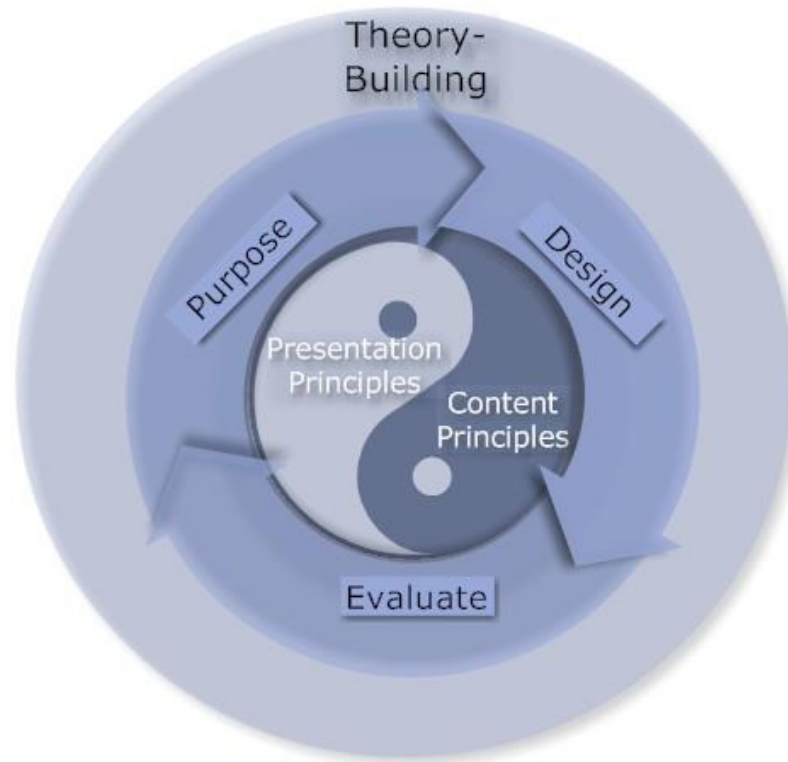 Theory-
Building
Purpose
Design
Presentation
Principles
Content
Principles
Evaluate